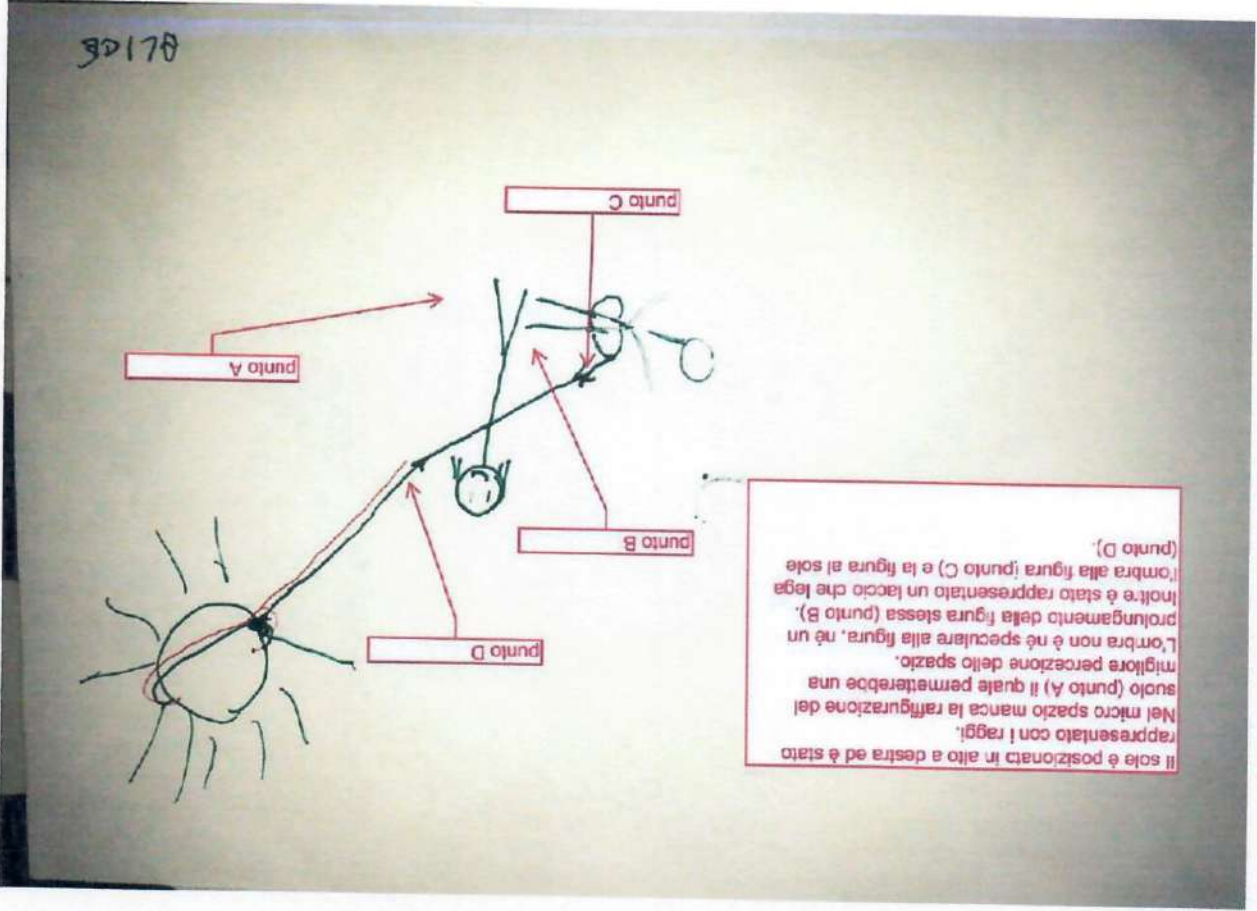 Il sole è posizionato in alto a destra ed è stato
rappresentato con i raggi.
Nel micro spazio manca la raffigurazione del
suolo (punto A) il quale permetterebbe una
migliore percezione dello spazio.
L'ombra non è né speculare alla figura, né un
prolungamento della figura stessa (punto B).
Inoltre è stato rappresentato un laccio che lega
l'ombra alla figura (punto C) e la figura al sole
(punto D).
punto D
punto B
punto A
punto C
3D178